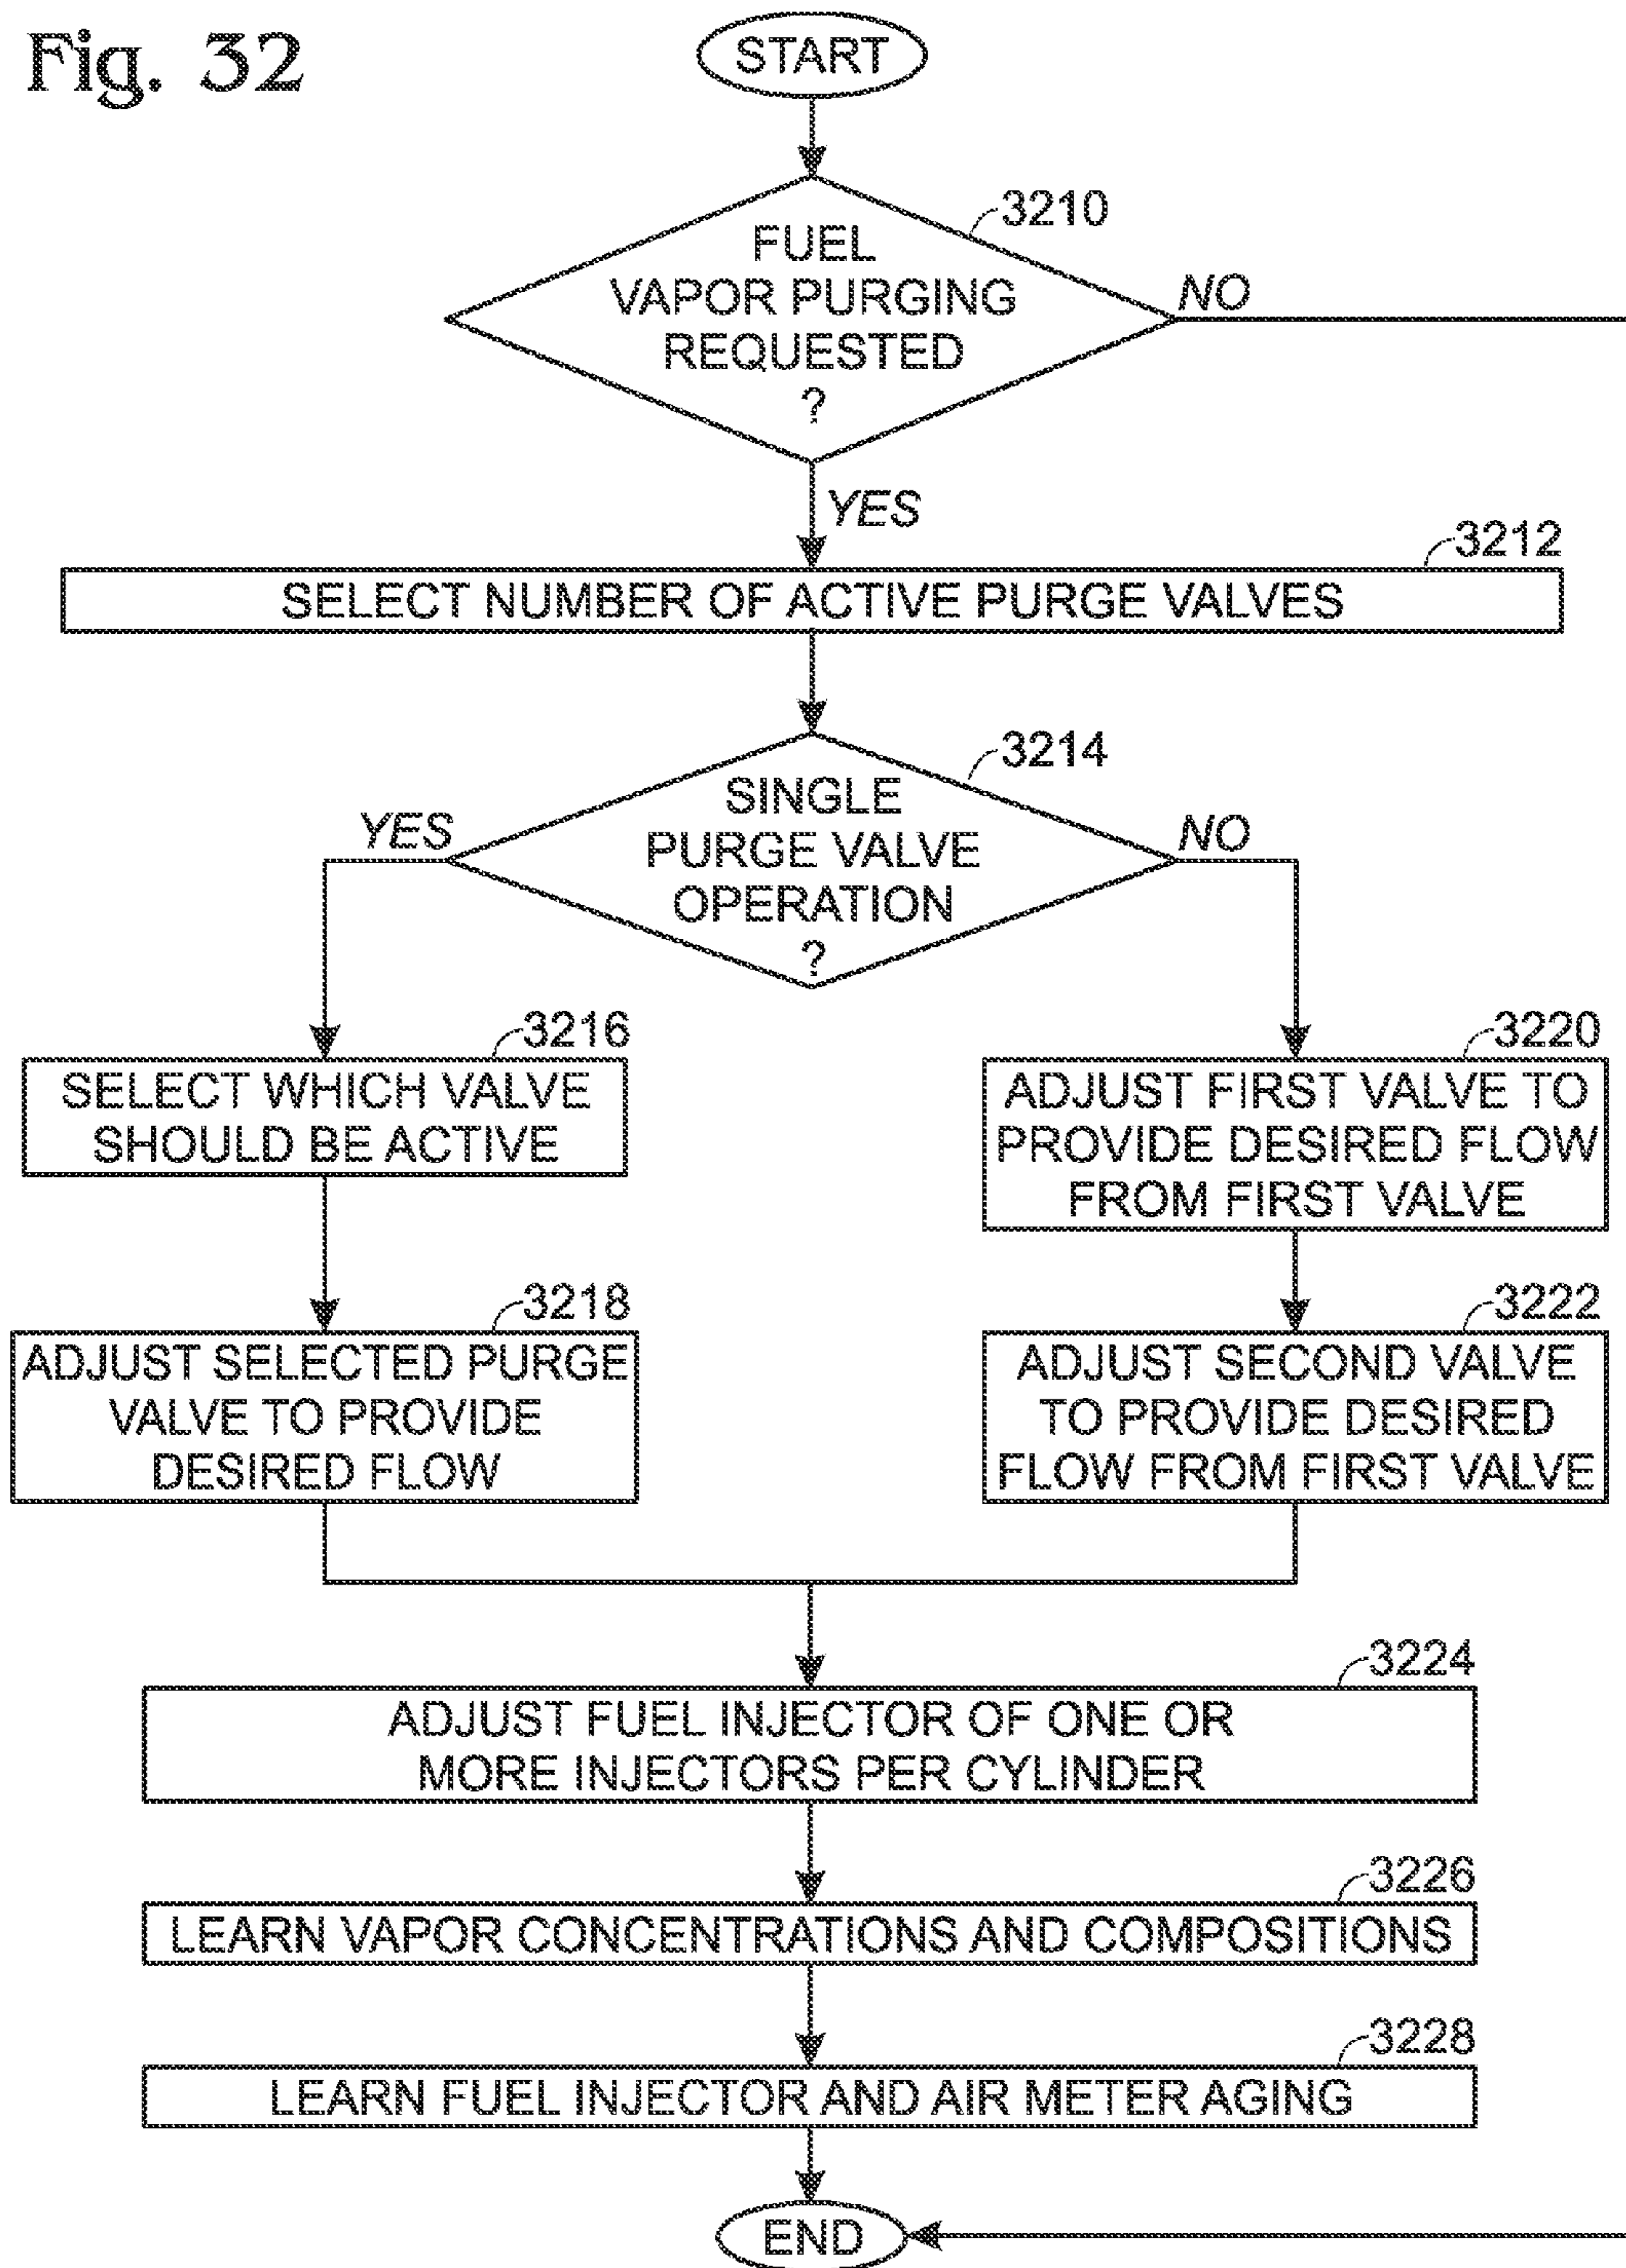 Fig. 32
START
3210
FUEL
VAPOR PURGING
REQUESTED
?
NO
YES
3212
SELECT NUMBER OF ACTIVE PURGE VALVES
3214
SINGLE
PURGE VALVE
OPERATION
?
YES
NO
3216
SELECT WHICH VALVE
SHOULD BE ACTIVE
3220
ADJUST FIRST VALVE TO
PROVIDE DESIRED FLOW
FROM FIRST VALVE
3218
ADJUST SELECTED PURGE
VALVE TO PROVIDE
DESIRED FLOW
3222
ADJUST SECOND VALVE
TO PROVIDE DESIRED
FLOW FROM FIRST VALVE
3224
ADJUST FUEL INJECTOR OF ONE OR
MORE INJECTORS PER CYLINDER
3226
LEARN VAPOR CONCENTRATIONS AND COMPOSITIONS
3228
LEARN FUEL INJECTOR AND AIR METER AGING
END